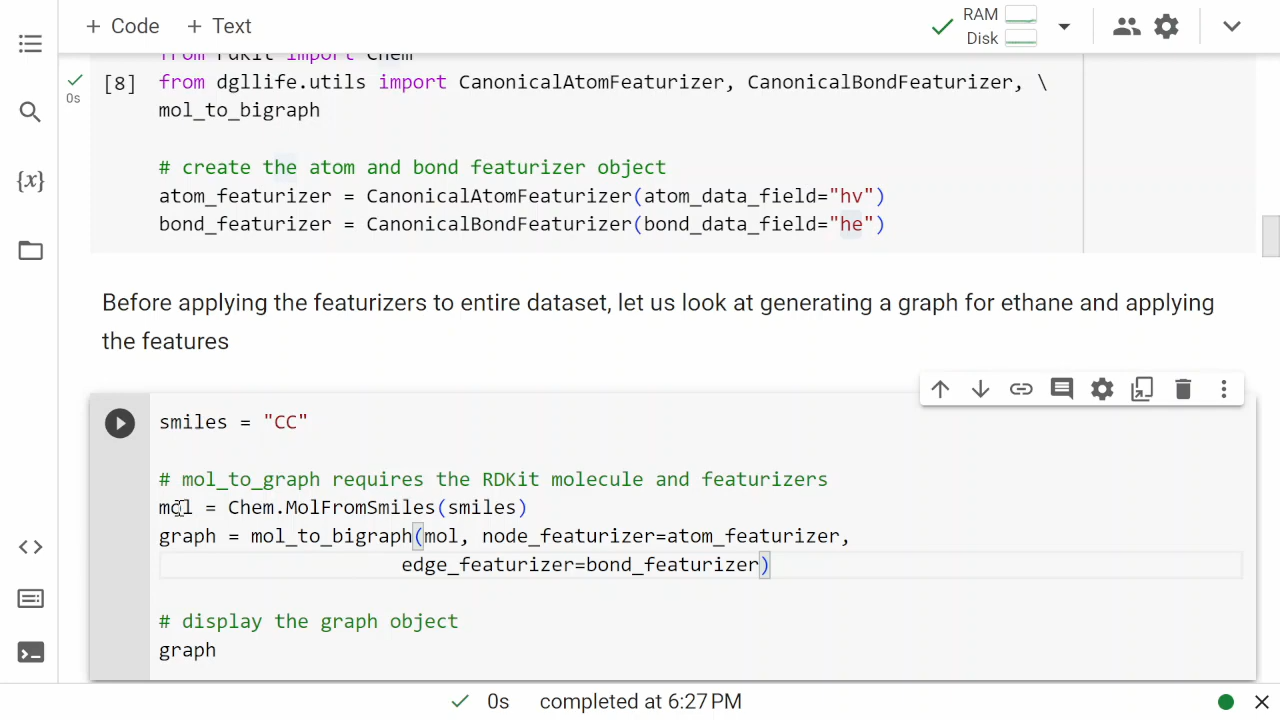 + Code + Text
RAM
Disk
from rdkit import Chem
[8]
0s
from dgllife.utils import CanonicalAtomFeaturizer, CanonicalBondFeaturizer, \
mol_to_bigraph
# create the atom and bond featurizer object
atom_featurizer = CanonicalAtomFeaturizer(atom_data_field="hv")
bond_featurizer = CanonicalBondFeaturizer(bond_data_field="he")
{x}
Before applying the featurizers to entire dataset, let us look at generating a graph for ethane and applying
the features
smiles = "CC"
# mol_to_graph requires the RDKit molecule and featurizers
mol = Chem.MolFromSmiles(smiles)
graph = mol_to_bigraph(mol, node_featurizer=atom_featurizer,
edge_featurizer=bond_featurizer)
# display the graph object
graph
0s completed at 6:27 PM